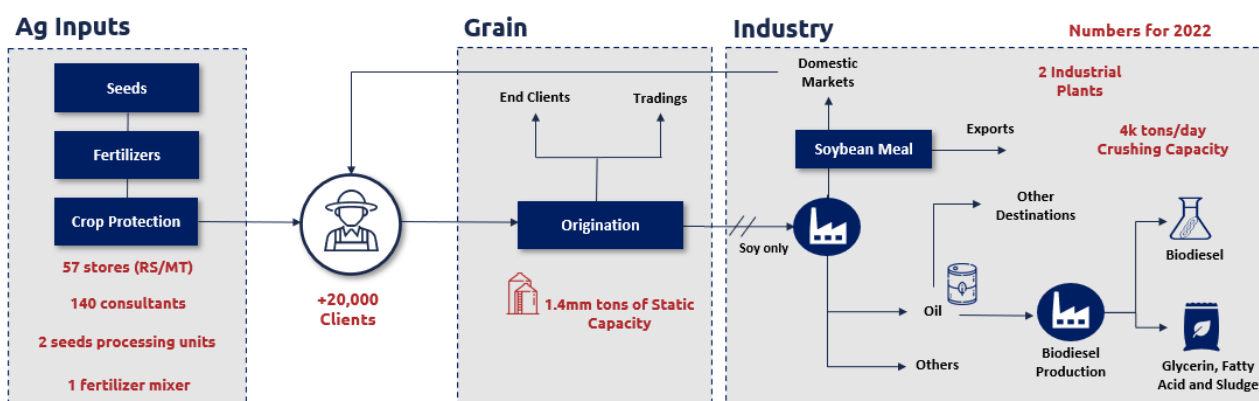 Ag Inputs
Seeds
Fertilizers
Crop Protection
57 stores (RS/MT)
140 consultants
2 seeds processing units
1 fertilizer mixer
+20,000
Clients
Grain
End Clients
Tradings
Origination
1.4mm tons of Static
Capacity
Industry
Numbers for 2022
Domestic
Markets
2 Industrial
Plants
Soybean Meal
Exports
4k tons/day
Crushing Capacity
Soy only
Other
Destinations
Oil
Others
Biodiesel
Production
Biodiesel
Glycerin, Fatty
Acid and Sludge